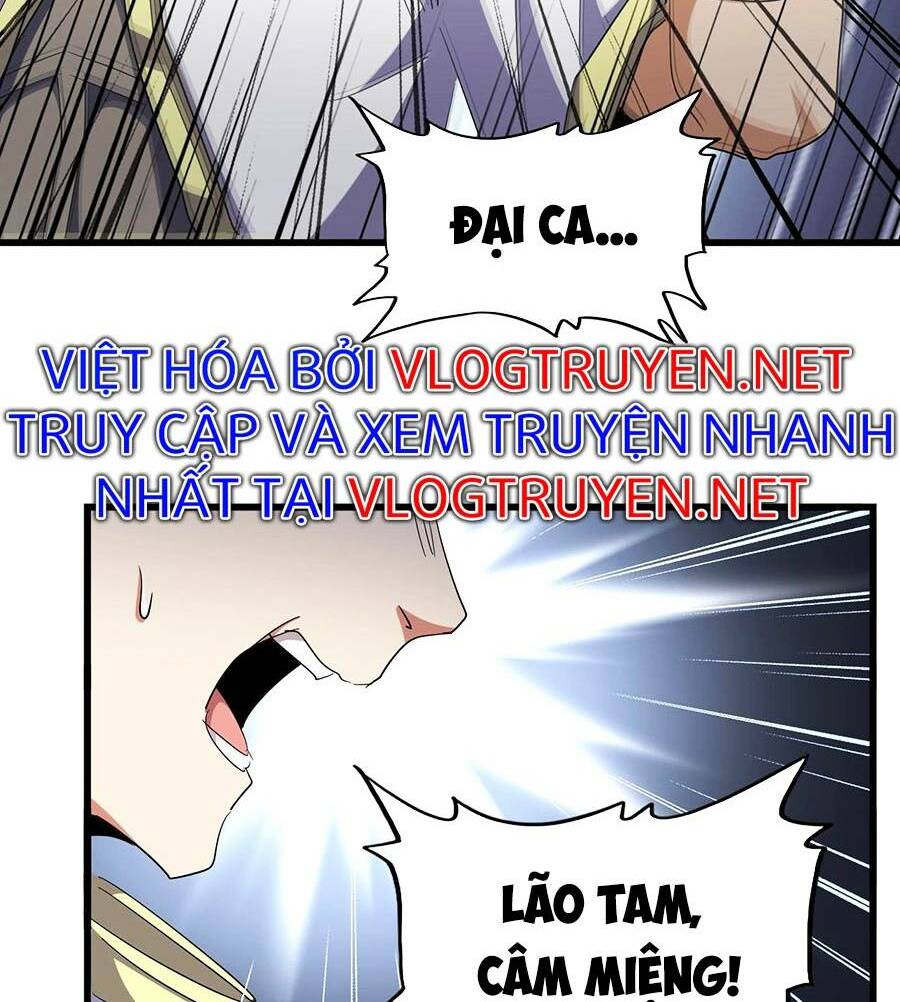 ĐẠI CA...
VIỆT HÓA BỞI VLOGTRUYEN.NET
TRUY CẬP VÀ XEM TRUYỆN NHANH
NHẤT TẠI VLOGTRUYEN.NET
LÃO TAM,
CÂM MIỆNG!